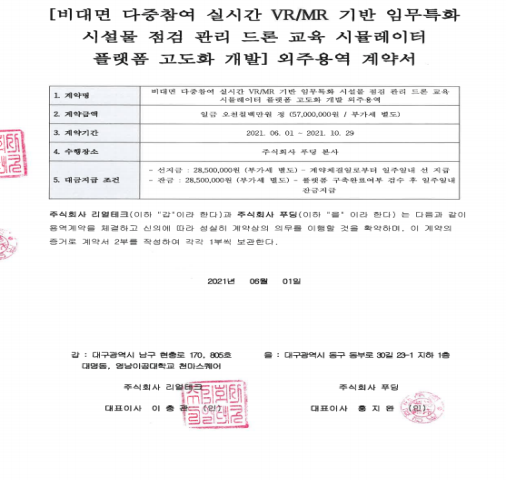 [비대면 다중참여 실시간 VR/MR 기반 임무특화
시설물 점검 관리 드론 교육 시뮬레이터
플랫폼 고도화 개발] 외주용역 계약서
1. 계약명
비대면 다중참여 실시간 VR/MR 기반 임무특화 시설물 점검 관리 드론 교육
시뮬레이터 플랫폼 고도화 개발 외주용역
2. 계약금액
일금 오천칠백만원 정 (57,000,000원 / 부가세 별도)
3. 계약기간
2021. 06. 01 - 2021. 10. 29
4. 수행장소
주식회사 푸딩 본사
5. 대금지급 조건
- 선지급 : 28,500,000원 (부가세 별도) - 계약체결일로부터 일주일내 선 지급
- 잔금 : 28,500,000원 (부가세 별도) - 플랫폼 구축완료여부 검수 후 일주일내
잔금지급
주식회사 리얼테크(이하 "갑"이라 한다)과 주식회사 푸딩(이하 "을" 이라 한다) 는 다음과 같이
용역계약을 체결하고 신의에 따라 성실히 계약상의 의무를 이행할 것을 확약하며, 이 계약의
증거로 계약서 2부를 작성하여 각각 1부씩 보관한다.
2021년 06월 01일
갑 : 대구광역시 남구 현충로 170, 805호
대명동, 영남이공대학교 천마스퀘어
주식회사 리얼테크
대표이사 이 충 관 (인)
을 : 대구광역시 동구 동부로 30길 23-1 지하 1층
주식회사 푸딩
대표이사 홍 지 완 (인)